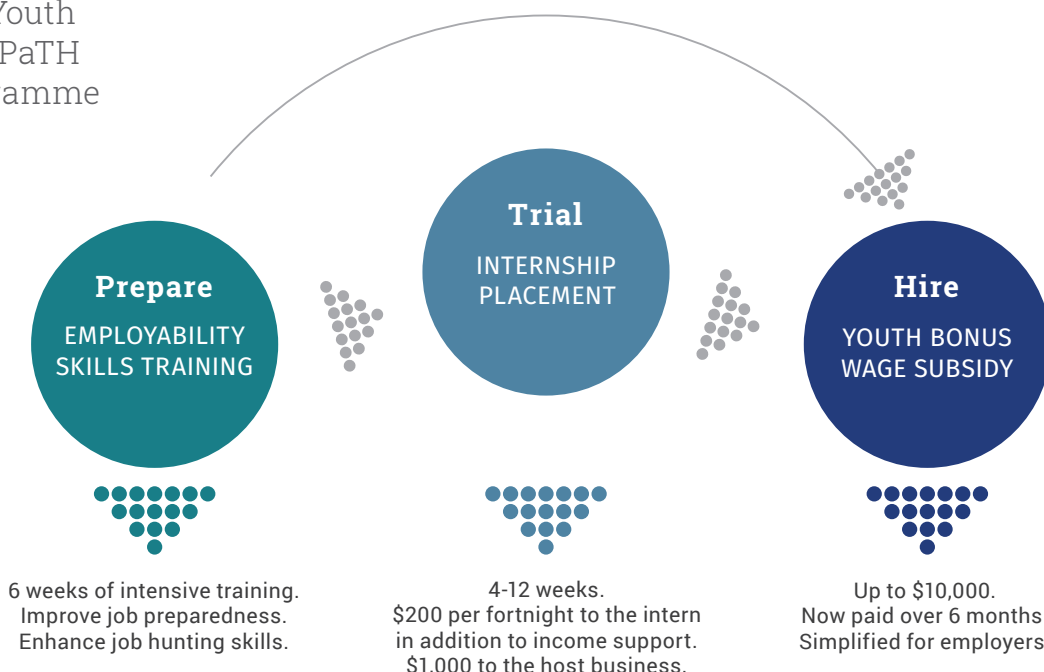 Youth
PaTH
ramme
Trial
INTERNSHIP
PLACEMENT
Prepare
EMPLOYABILITY
SKILLS TRAINING
Hire
YOUTH BONUS
WAGE SUBSIDY
6 weeks of intensive training.
Improve job preparedness.
Enhance job hunting skills.
4-12 weeks.
$200 per fortnight to the intern
in addition to income support.
$1,000 to the host business.
Up to $10,000.
Now paid over 6 months
Simplified for employers